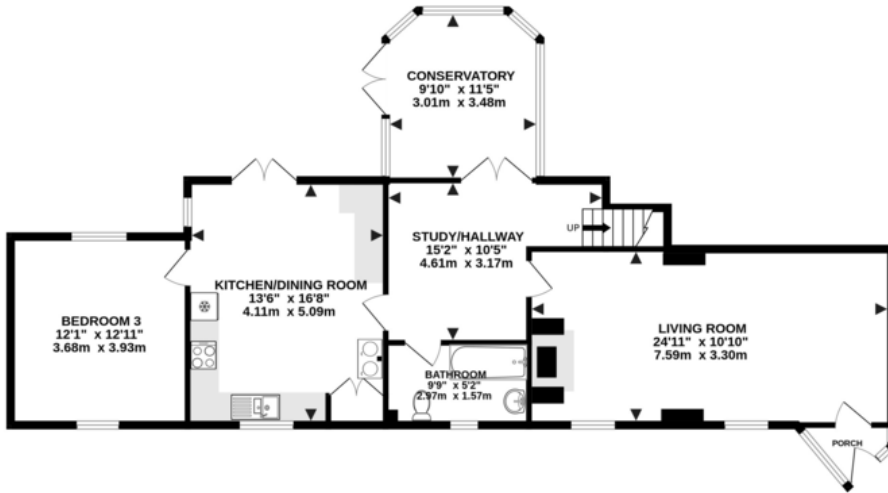 CONSERVATORY
9'10" x 11'5"
3.01m x 3.48m
STUDY/HALLWAY
15'2" x 10'5"
4.61m x 3.17m
UP
KITCHEN/DINING ROOM
13'6" x 16'8"
4.11m x 5.09m
BEDROOM 3
12'1" x 12'11"
3.68m x 3.93m
LIVING ROOM
24'11" x 10'10"
7.59m x 3.30m
BATHROOM
9'9" x 5'2"
2.97m x 1.57m
PORCH